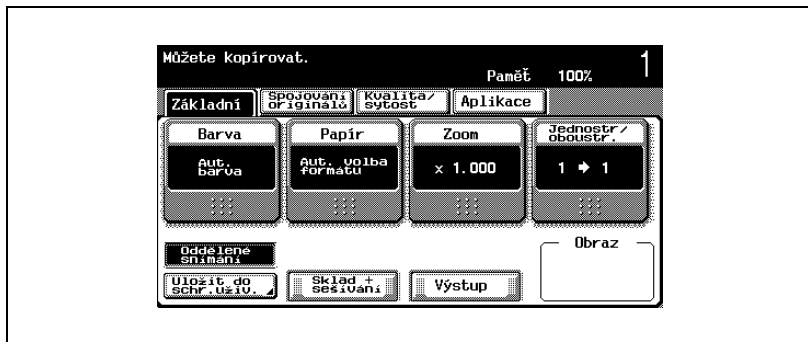 Můžete kopírovat.
Paměť 100% 1
Základní
Spojování
originálů
Kvalita/
sytost
Aplikace
Barva
Papír
Zoom
Jednostr/
oboustr.
Aut.
barva
Aut. volba
formátu
× 1.000
1 ➔ 1
Oddělené
snímání
Obraz
Uložit do
schr.uživ.
Sklad +
sešívání
Výstup